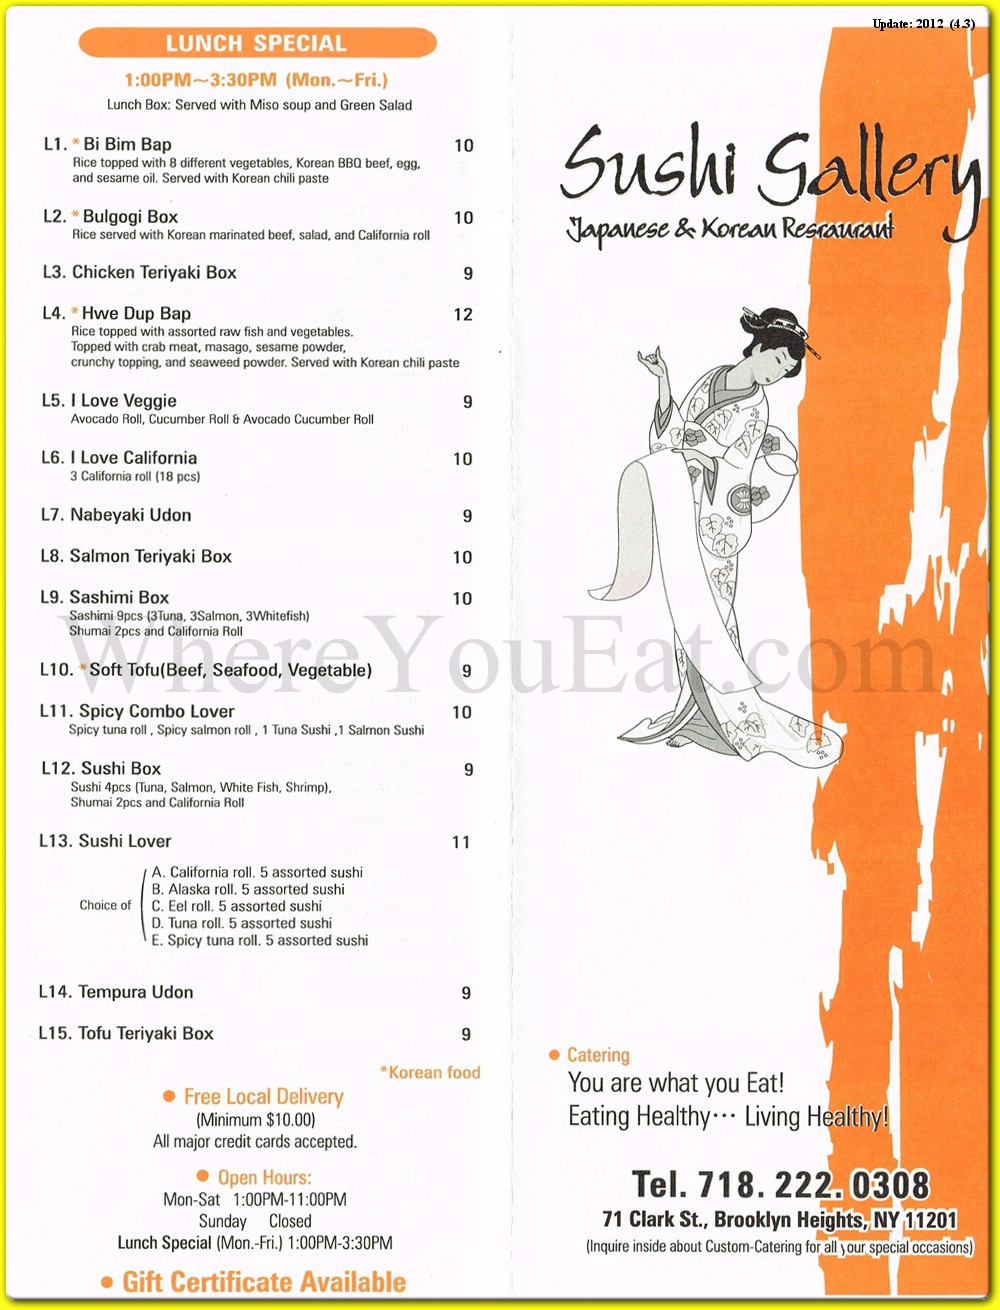 Update: 2012 (4.3)
LUNCH SPECIAL
1:00PM~3:30PM (Mon.~Fri.)
Lunch Box: Served with Miso soup and Green Salad
L1. * Bi Bim Bap 10
Rice topped with 8 different vegetables, Korean BBQ beef, egg,
and sesame oil. Served with Korean chili paste
L2. * Bulgogi Box 10
Rice served with Korean marinated beef, salad, and California roll
L3. Chicken Teriyaki Box 9
L4. * Hwe Dup Bap 12
Rice topped with assorted raw fish and vegetables.
Topped with crab meat, masago, sesame powder,
crunchy topping, and seaweed powder. Served with Korean chili paste
L5. I Love Veggie 9
Avocado Roll, Cucumber Roll & Avocado Cucumber Roll
L6. I Love California 10
3 California roll (18 pcs)
L7. Nabeyaki Udon 9
L8. Salmon Teriyaki Box 10
L9. Sashimi Box 10
Sashimi 9pcs (3Tuna, 3Salmon, 3Whitefish)
Shumai 2pcs and California Roll
L10. * Soft Tofu(Beef, Seafood, Vegetable) 9
L11. Spicy Combo Lover 10
Spicy tuna roll , Spicy salmon roll , 1 Tuna Sushi ,1 Salmon Sushi
L12. Sushi Box 9
Sushi 4pcs (Tuna, Salmon, White Fish, Shrimp),
Shumai 2pcs and California Roll
L13. Sushi Lover 11
Choice of
A. California roll. 5 assorted sushi
B. Alaska roll. 5 assorted sushi
C. Eel roll. 5 assorted sushi
D. Tuna roll. 5 assorted sushi
E. Spicy tuna roll. 5 assorted sushi
L14. Tempura Udon 9
L15. Tofu Teriyaki Box 9
*Korean food
• Free Local Delivery
(Minimum $10.00)
All major credit cards accepted.
• Open Hours:
Mon-Sat 1:00PM-11:00PM
Sunday Closed
Lunch Special (Mon.-Fri.) 1:00PM-3:30PM
• Gift Certificate Available
Sushi Gallery
Japanese & Korean Resraurant
WhereYouEat.com
• Catering
You are what you Eat!
Eating Healthy··· Living Healthy!
Tel. 718. 222. 0308
71 Clark St., Brooklyn Heights, NY 11201
(Inquire inside about Custom-Catering for all your special occasions)